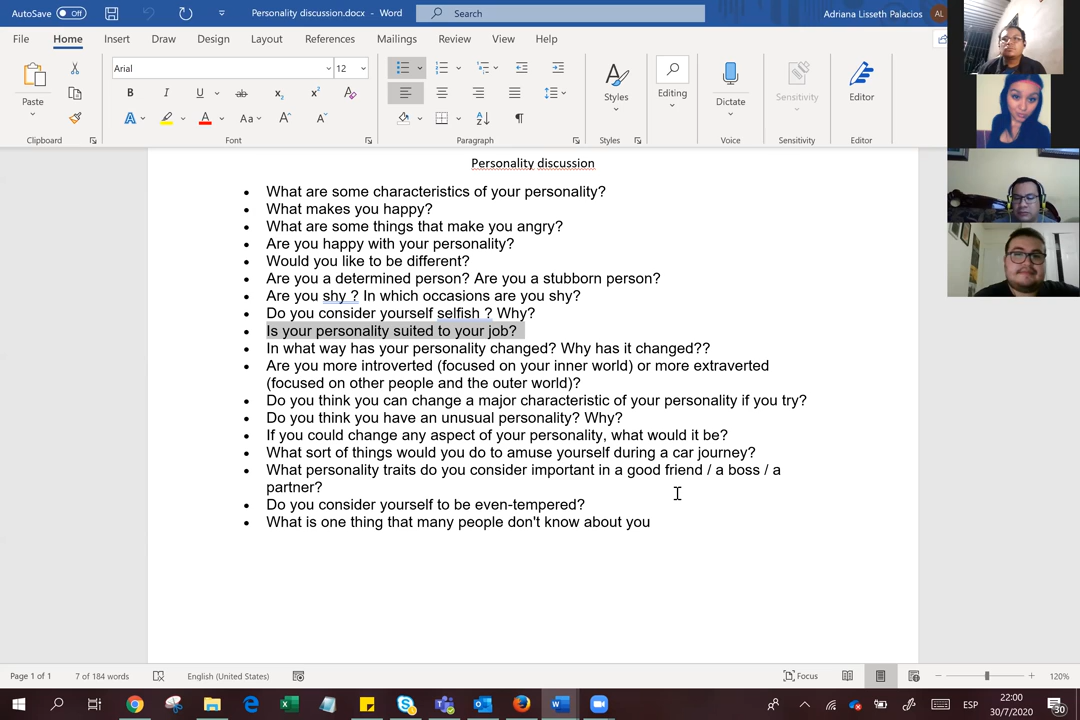 AutoSave Off Personality discussion.docx - Word Search Adriana Lisseth Palacios AL
File Home Insert Draw Design Layout References Mailings Review View Help
Arial 12
Paste Styles Editing Dictate Sensitivity Editor
Clipboard Font Paragraph Styles Voice Sensitivity Editor
Personality discussion
• What are some characteristics of your personality?
• What makes you happy?
• What are some things that make you angry?
• Are you happy with your personality?
• Would you like to be different?
• Are you a determined person? Are you a stubborn person?
• Are you shy ? In which occasions are you shy?
• Do you consider yourself selfish ? Why?
• Is your personality suited to your job?
• In what way has your personality changed? Why has it changed??
• Are you more introverted (focused on your inner world) or more extraverted
(focused on other people and the outer world)?
• Do you think you can change a major characteristic of your personality if you try?
• Do you think you have an unusual personality? Why?
• If you could change any aspect of your personality, what would it be?
• What sort of things would you do to amuse yourself during a car journey?
• What personality traits do you consider important in a good friend / a boss / a
partner?
• Do you consider yourself to be even-tempered?
• What is one thing that many people don't know about you
Page 1 of 1 7 of 184 words English (United States) Focus 120%
ESP 22:00
30/7/2020 30